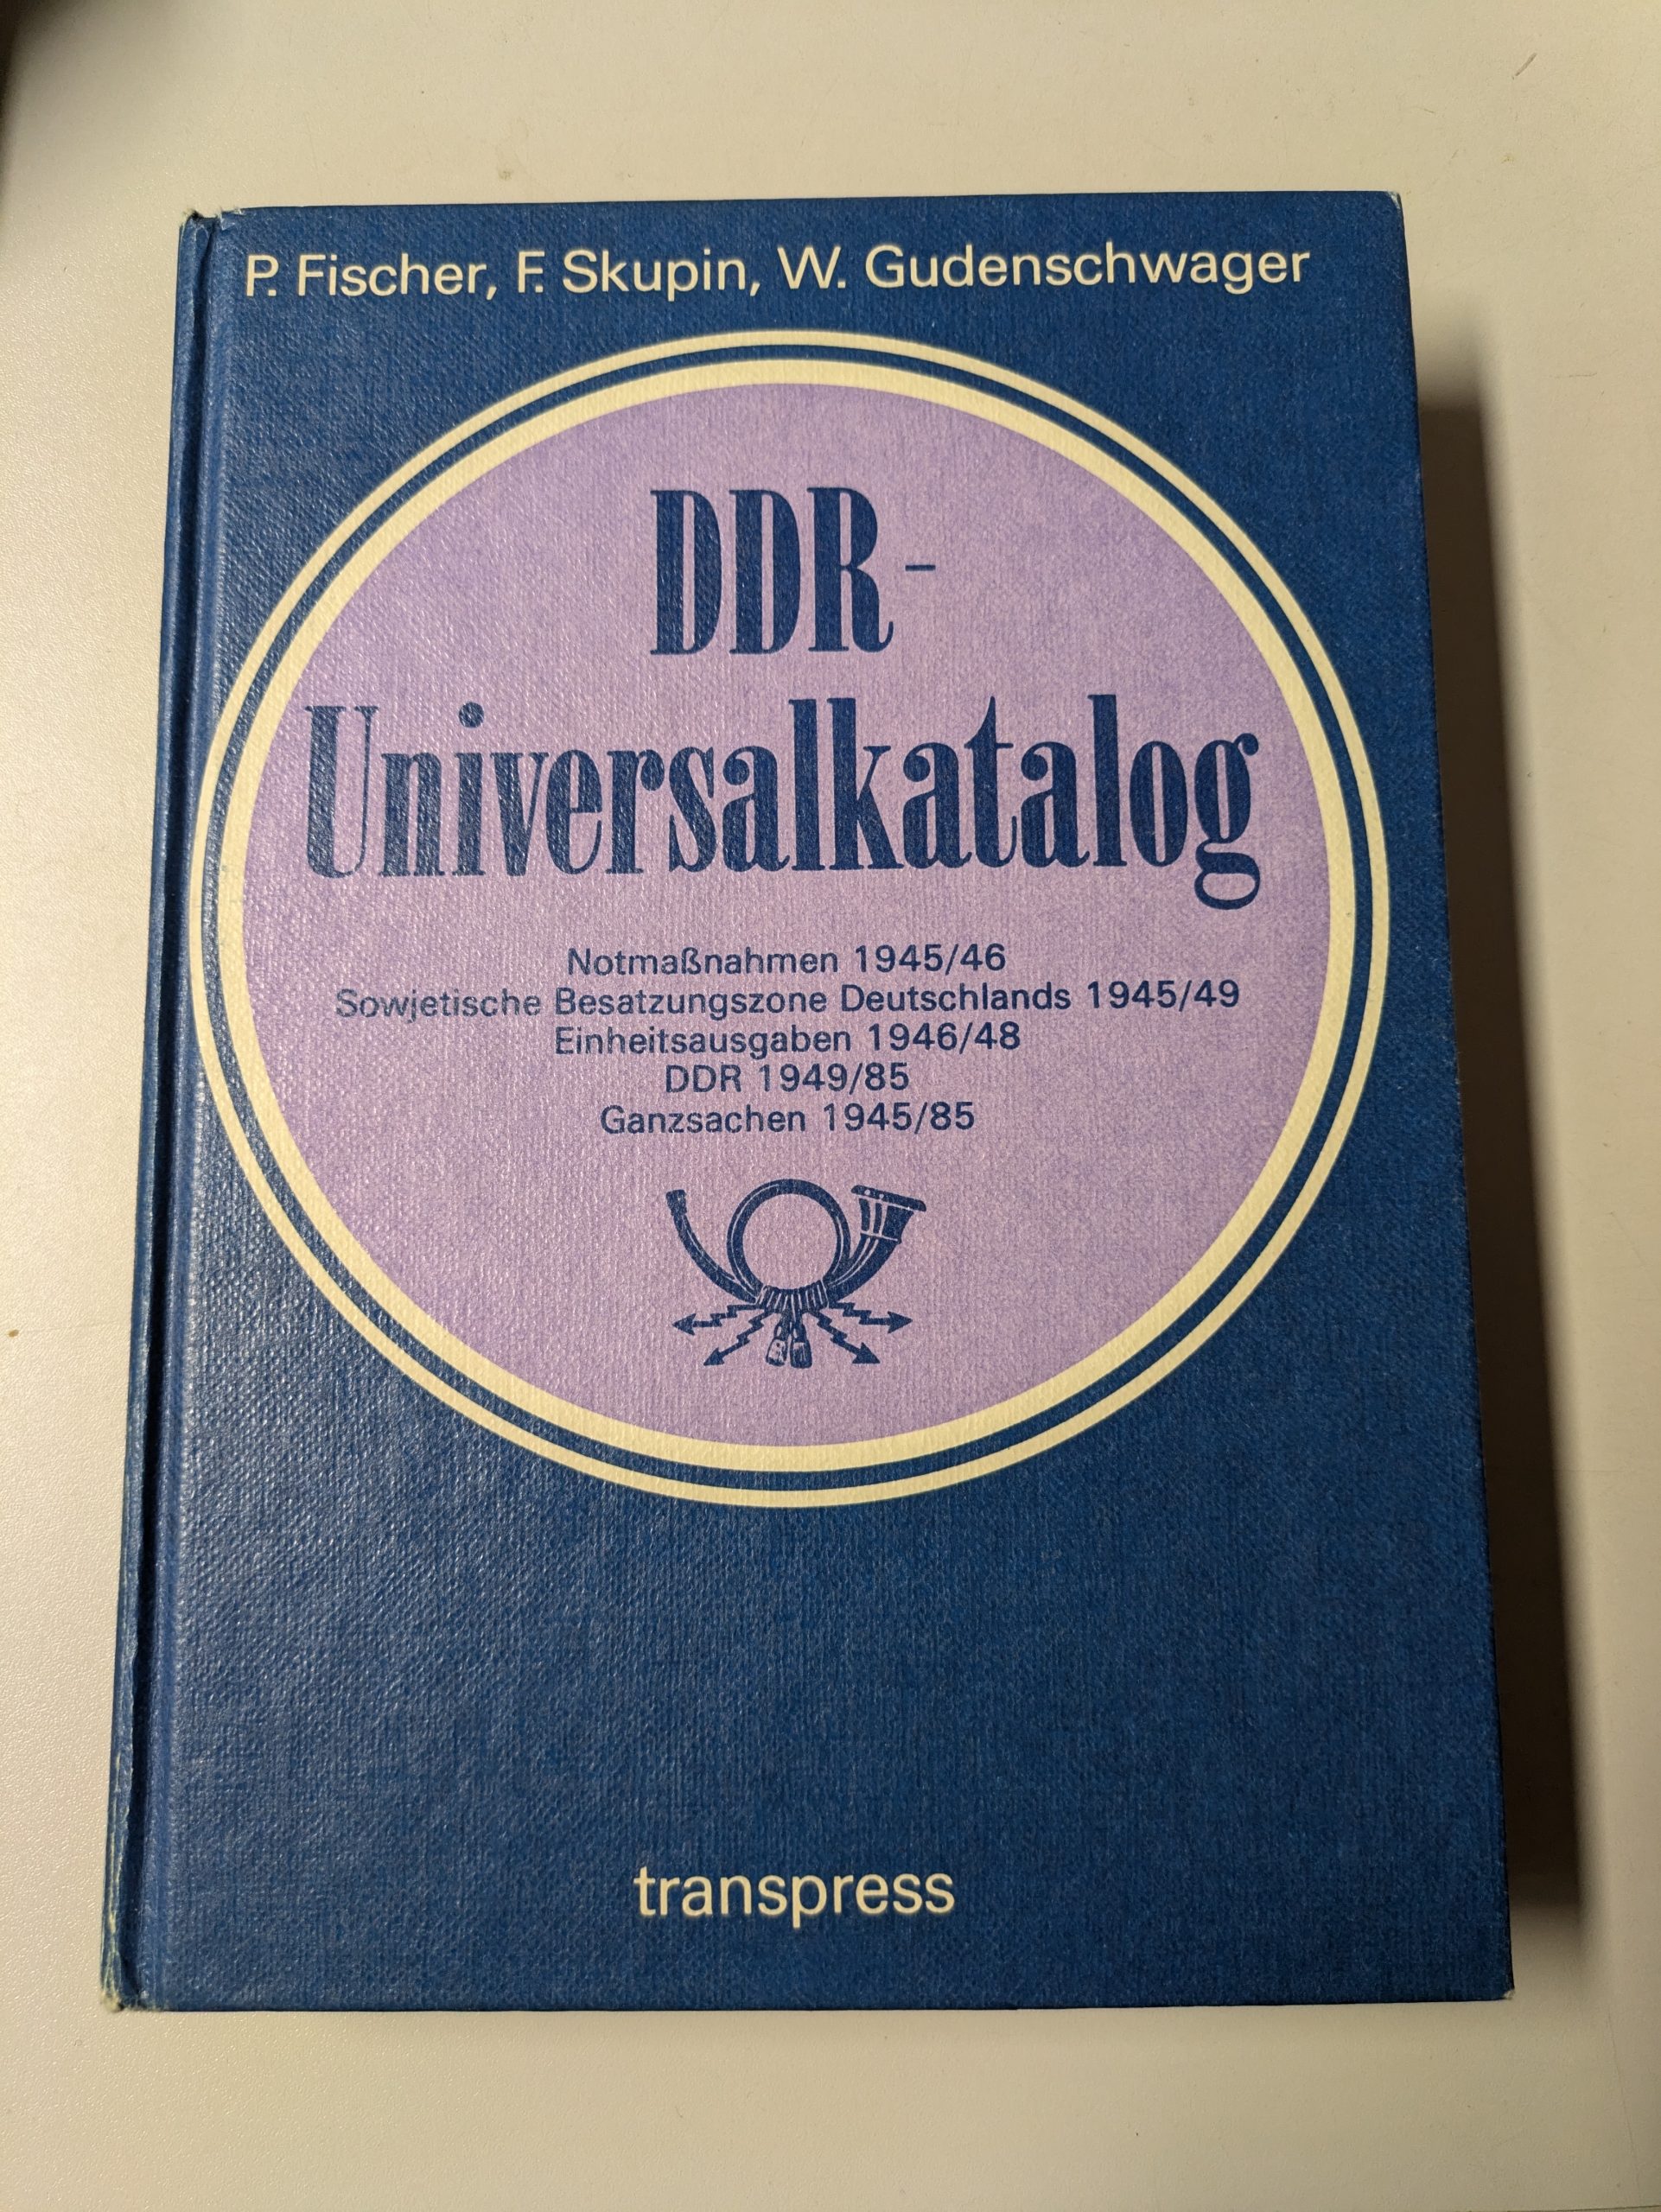 P. Fischer, F. Skupin, W. Gudenschwager
DDR-
Universalkatalog
Notmaßnahmen 1945/46
Sowjetische Besatzungszone Deutschlands 1945/49
Einheitsausgaben 1946/48
DDR 1949/85
Ganzsachen 1945/85
transpress